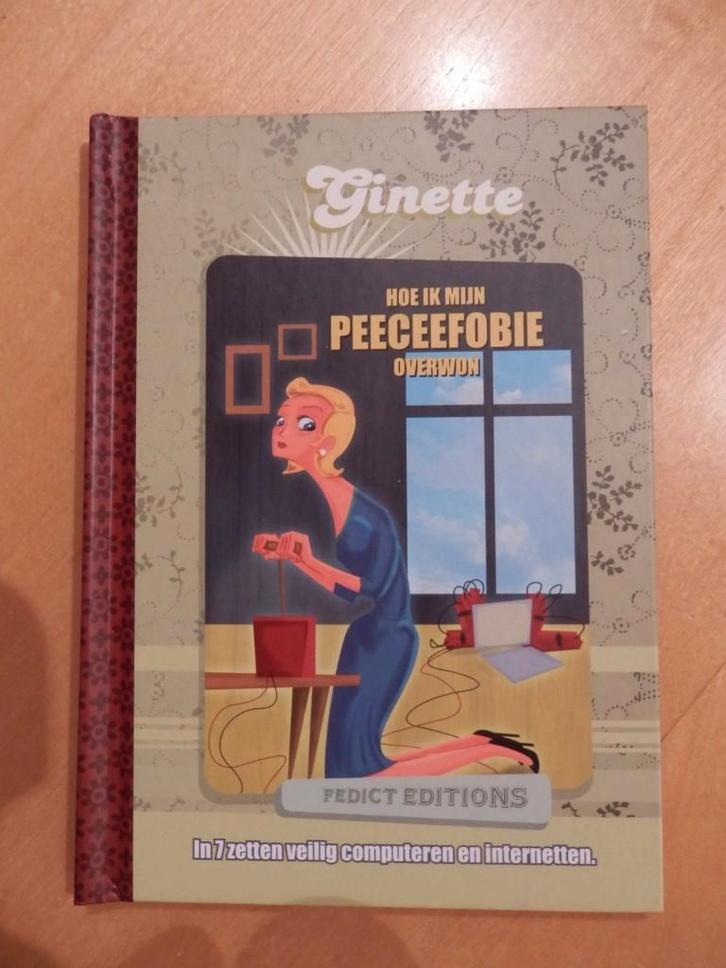 Ginette
HOE IK MIJN
PEECEEFOBIE
OVERWON
FEDICT EDITIONS
In 7 zetten veilig computeren en internetten.